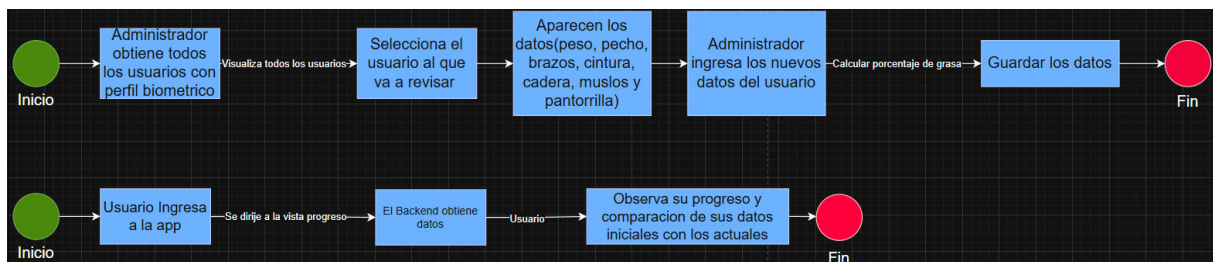 Inicio
Administrador
obtiene todos
los usuarios con
perfil biometrico
Visualiza todos los usuarios
Selecciona el
usuario al que
va a revisar
Aparecen los
datos(peso, pecho,
brazos, cintura,
cadera, muslos y
pantorrilla)
Administrador
ingresa los nuevos
datos del usuario
Calcular porcentaje de grasa
Guardar los datos
Fin
Inicio
Usuario Ingresa
a la app
Se dirije a la vista progreso
El Backend obtiene
datos
Usuario
Observa su progreso y
comparacion de sus datos
iniciales con los actuales
Fin